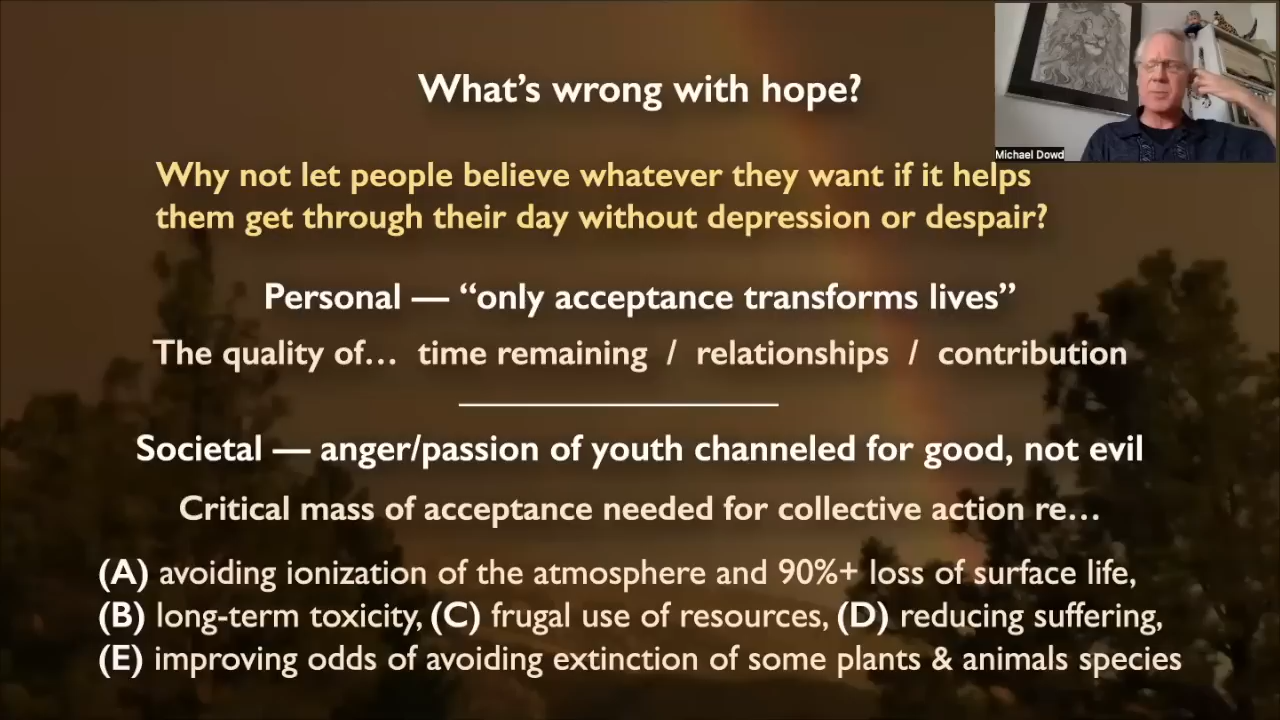 What's wrong with hope?
Michael Dowd
Why not let people believe whatever they want if it helps
them get through their day without depression or despair?
Personal — “only acceptance transforms lives”
The quality of… time remaining / relationships / contribution
Societal — anger/passion of youth channeled for good, not evil
Critical mass of acceptance needed for collective action re…
(A) avoiding ionization of the atmosphere and 90%+ loss of surface life,
(B) long-term toxicity, (C) frugal use of resources, (D) reducing suffering,
(E) improving odds of avoiding extinction of some plants & animals species